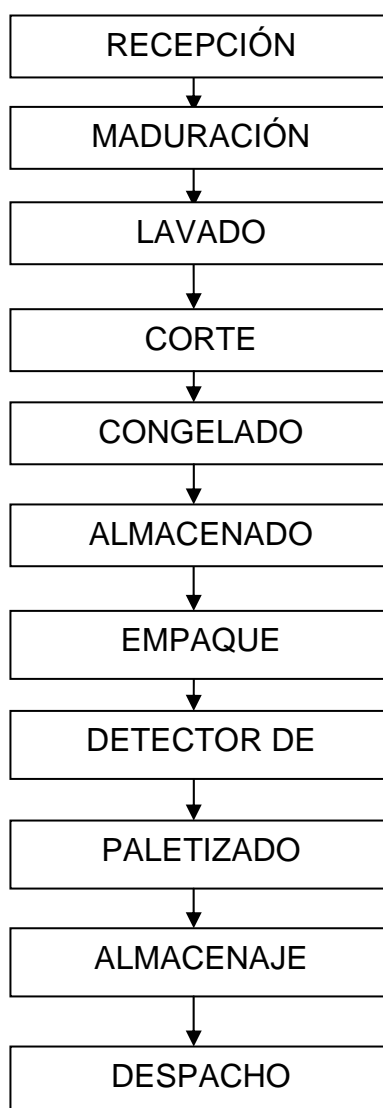 RECEPCIÓN
MADURACIÓN
LAVADO
CORTE
CONGELADO
ALMACENADO
EMPAQUE
DETECTOR DE
PALETIZADO
ALMACENAJE
DESPACHO